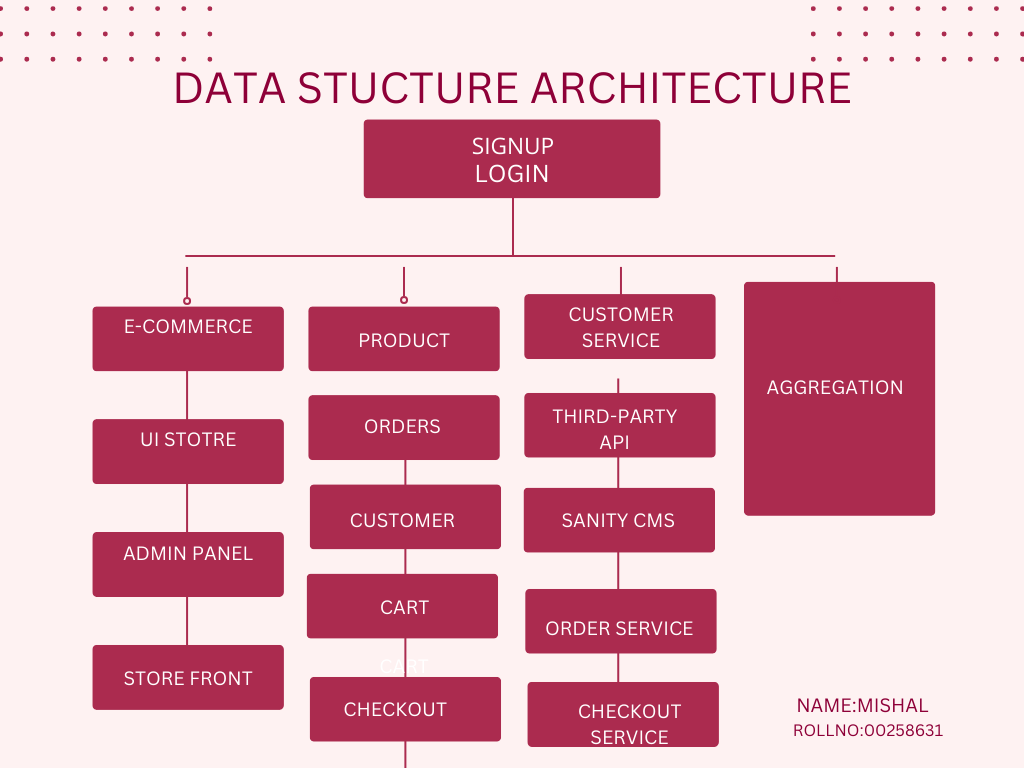 DATA STUCTURE ARCHITECTURE
SIGNUP
LOGIN
E-COMMERCE
UI STOTRE
ADMIN PANEL
STORE FRONT
PRODUCT
ORDERS
CUSTOMER
CART
CART
CHECKOUT
CUSTOMER
SERVICE
THIRD-PARTY
API
SANITY CMS
ORDER SERVICE
CHECKOUT
SERVICE
AGGREGATION
NAME:MISHAL
ROLLNO:00258631